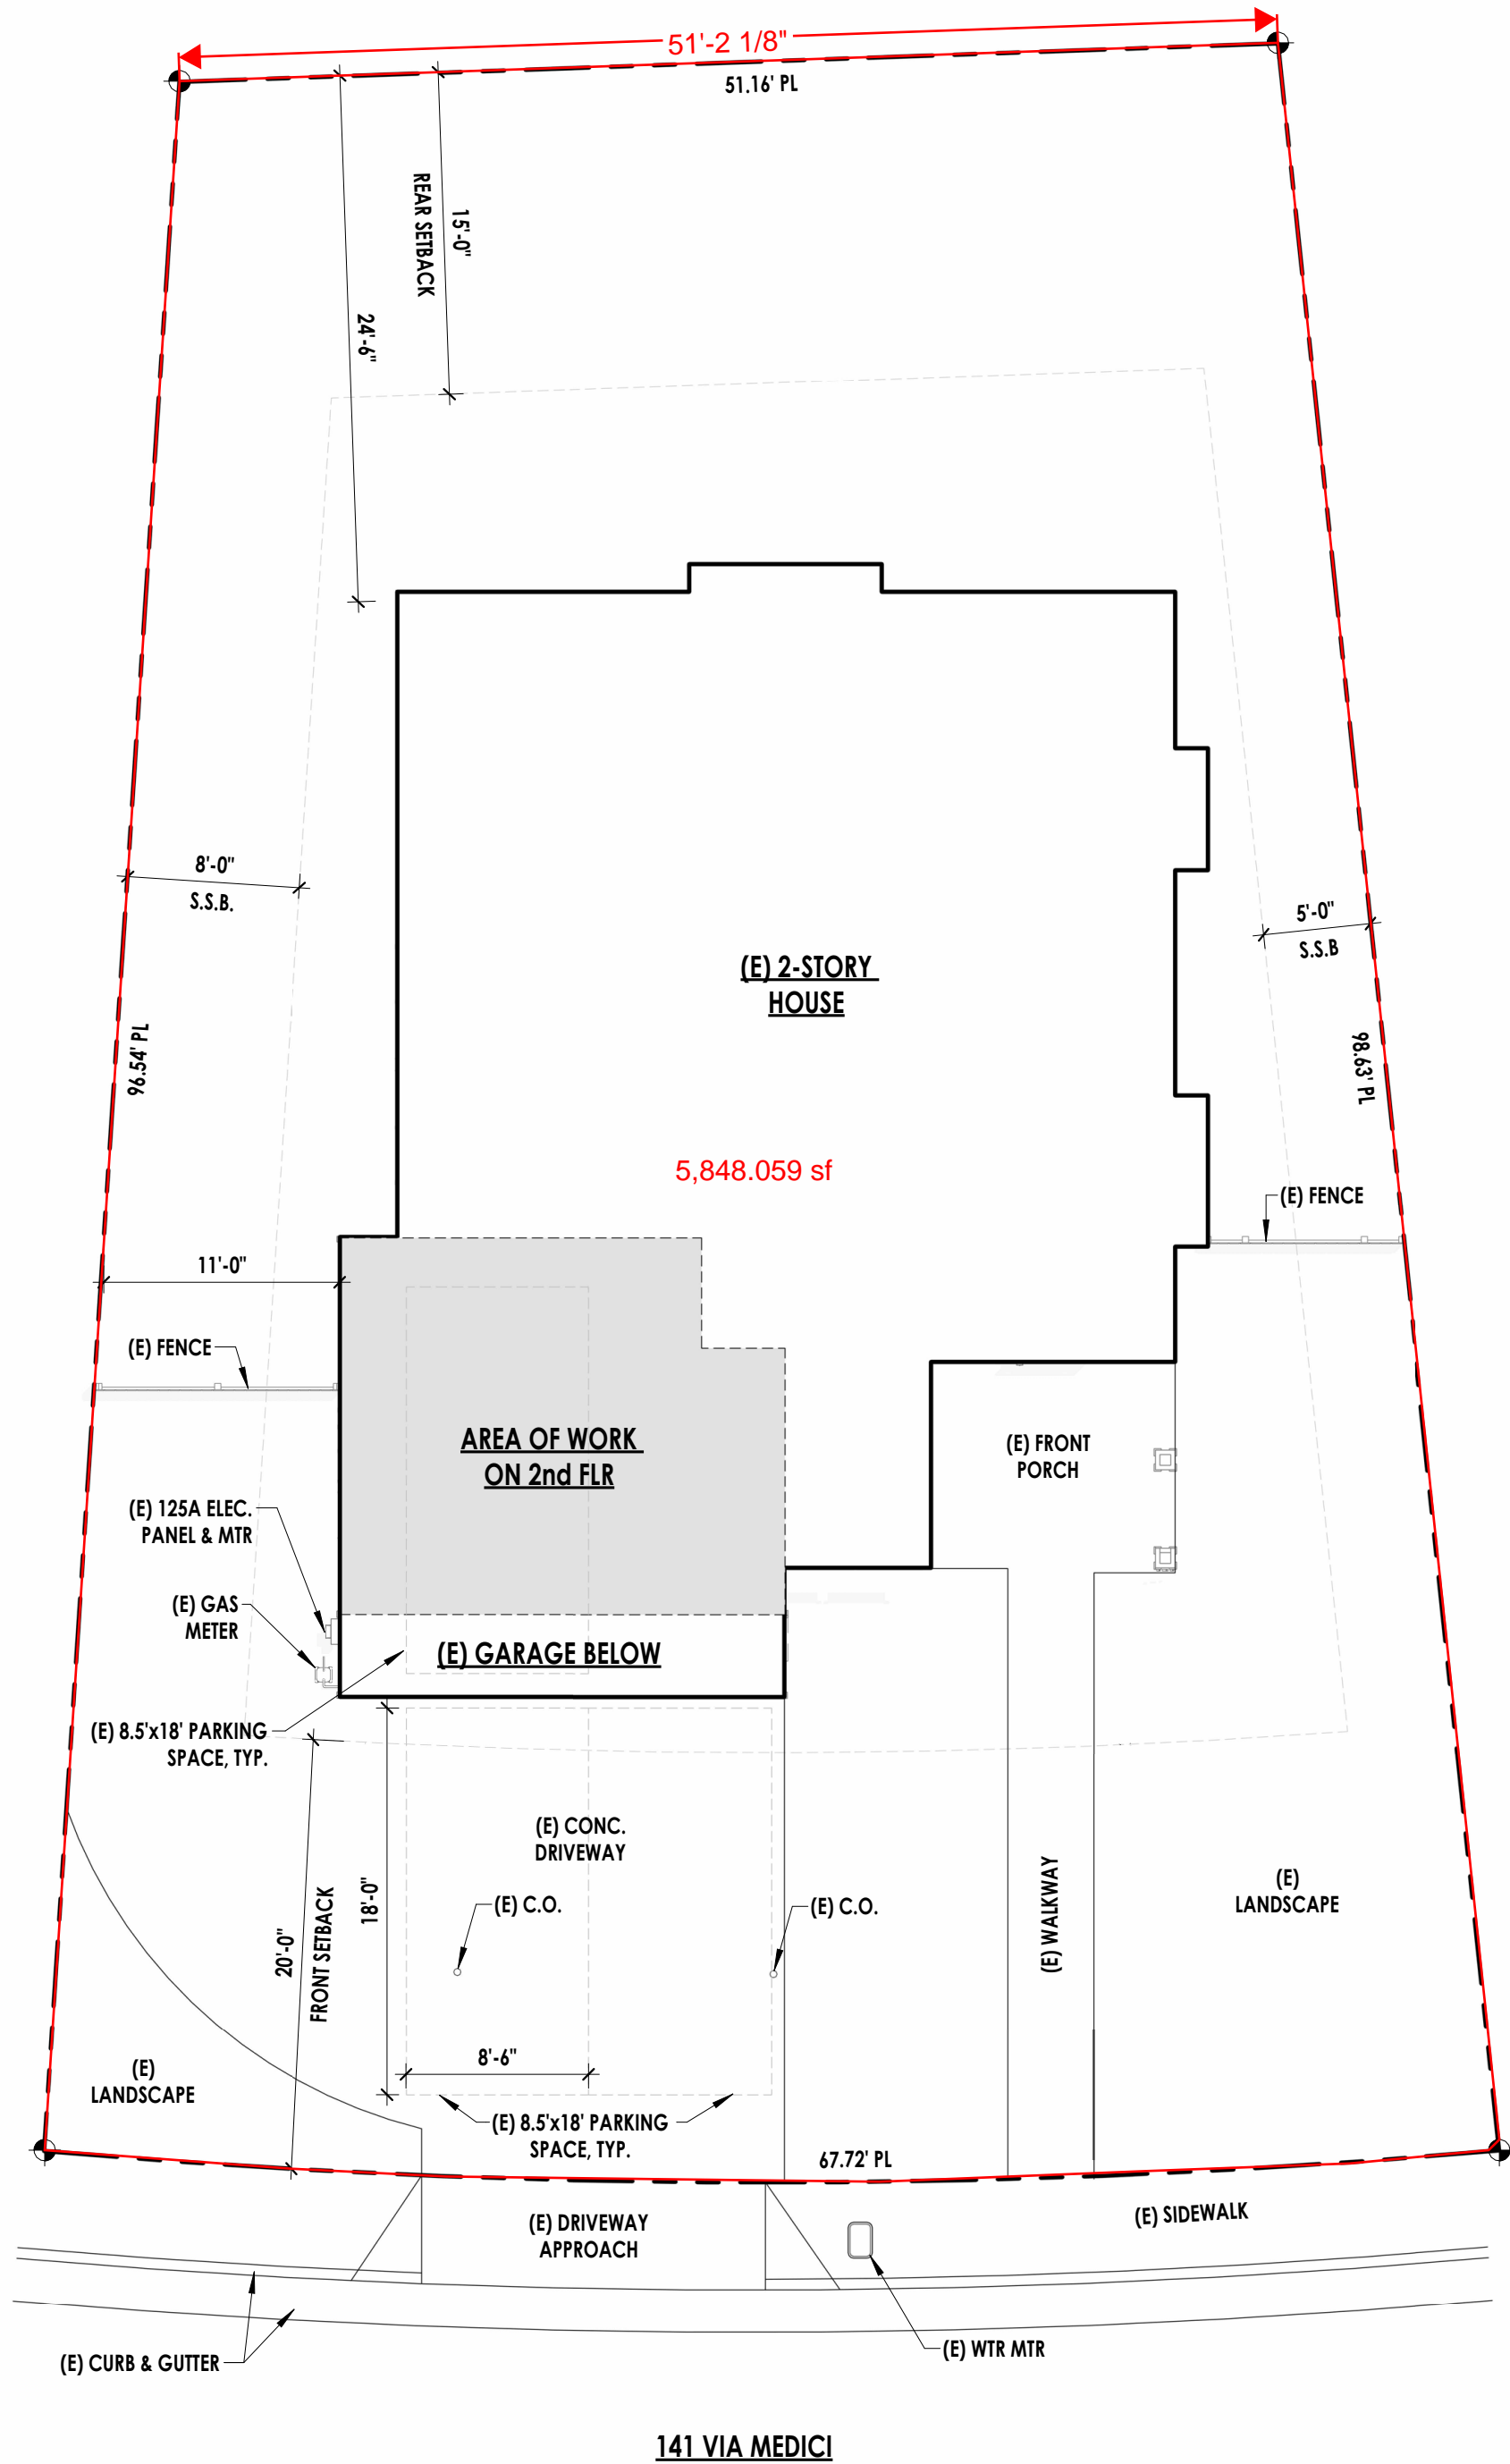 51'-2 1/8"
51.16' PL
REAR SETBACK
15'-0"
24'-6"
8'-0"
S.S.B.
5'-0"
S.S.B
(E) 2-STORY
HOUSE
96.54' PL
98.63' PL
5,848.059 sf
(E) FENCE
11'-0"
(E) FENCE
AREA OF WORK
ON 2nd FLR
(E) FRONT
PORCH
(E) 125A ELEC.
PANEL & MTR
(E) GAS
METER
(E) GARAGE BELOW
(E) 8.5'x18' PARKING
SPACE, TYP.
(E) CONC.
DRIVEWAY
18'-0"
(E) C.O.
(E) C.O.
(E) WALKWAY
(E)
LANDSCAPE
20'-0"
FRONT SETBACK
8'-6"
(E)
LANDSCAPE
(E) 8.5'x18' PARKING
SPACE, TYP.
67.72' PL
(E) DRIVEWAY
APPROACH
(E) SIDEWALK
(E) CURB & GUTTER
(E) WTR MTR
141 VIA MEDICI